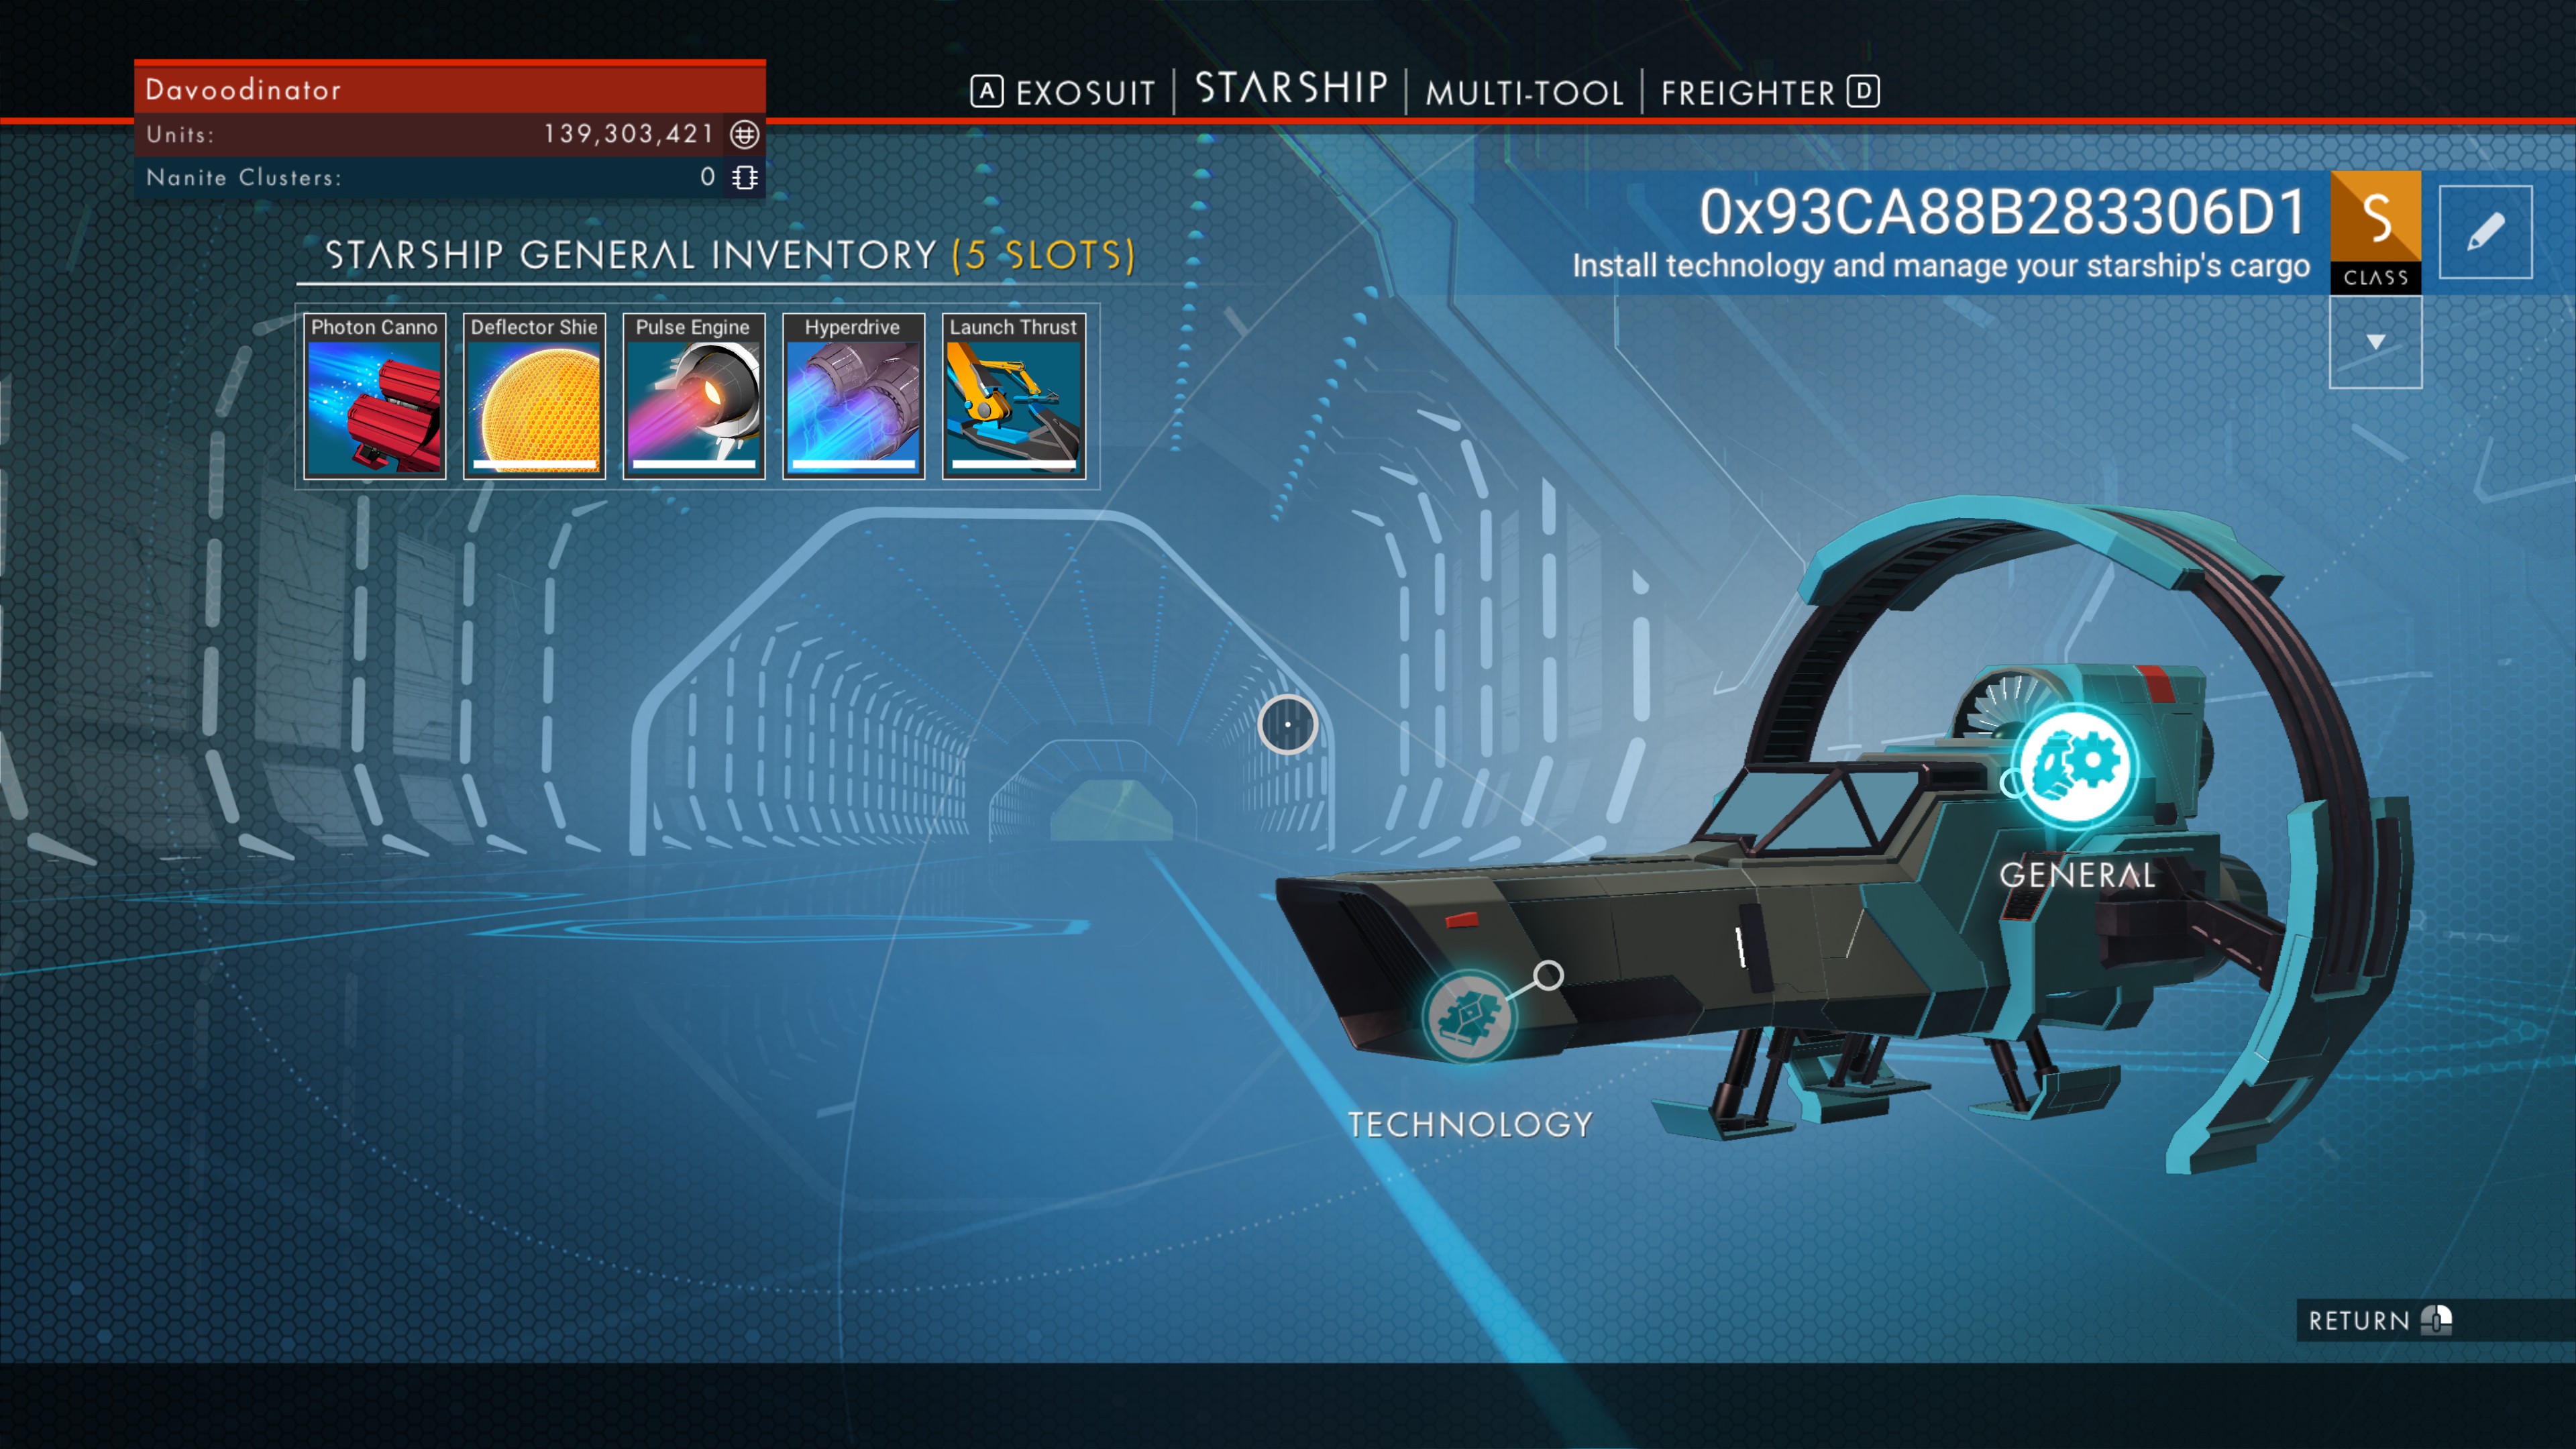 Davoodinator
Units: 139,303,421
Nanite Clusters: 0
A EXOSUIT STARSHIP MULTI-TOOL FREIGHTER D
0x93CA88B283306D1
Install technology and manage your starship's cargo
S
CLASS
STARSHIP GENERAL INVENTORY (5 SLOTS)
Photon Canno Deflector Shie Pulse Engine Hyperdrive Launch Thrust
GENERAL
TECHNOLOGY
RETURN